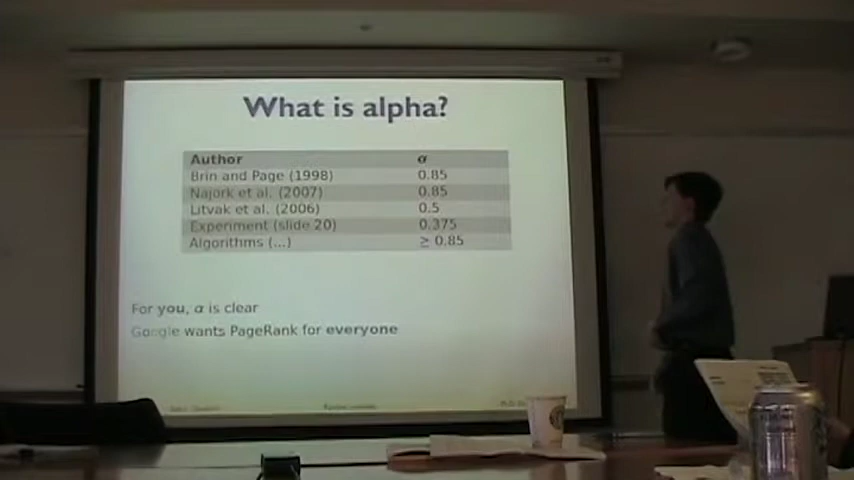 What is alpha?
Author α
Brin and Page (1998) 0.85
Najork et al. (2007) 0.85
Litvak et al. (2006) 0.5
Experiment (slide 20) 0.375
Algorithms (...) ≥ 0.85
For you, α is clear
Google wants PageRank for everyone